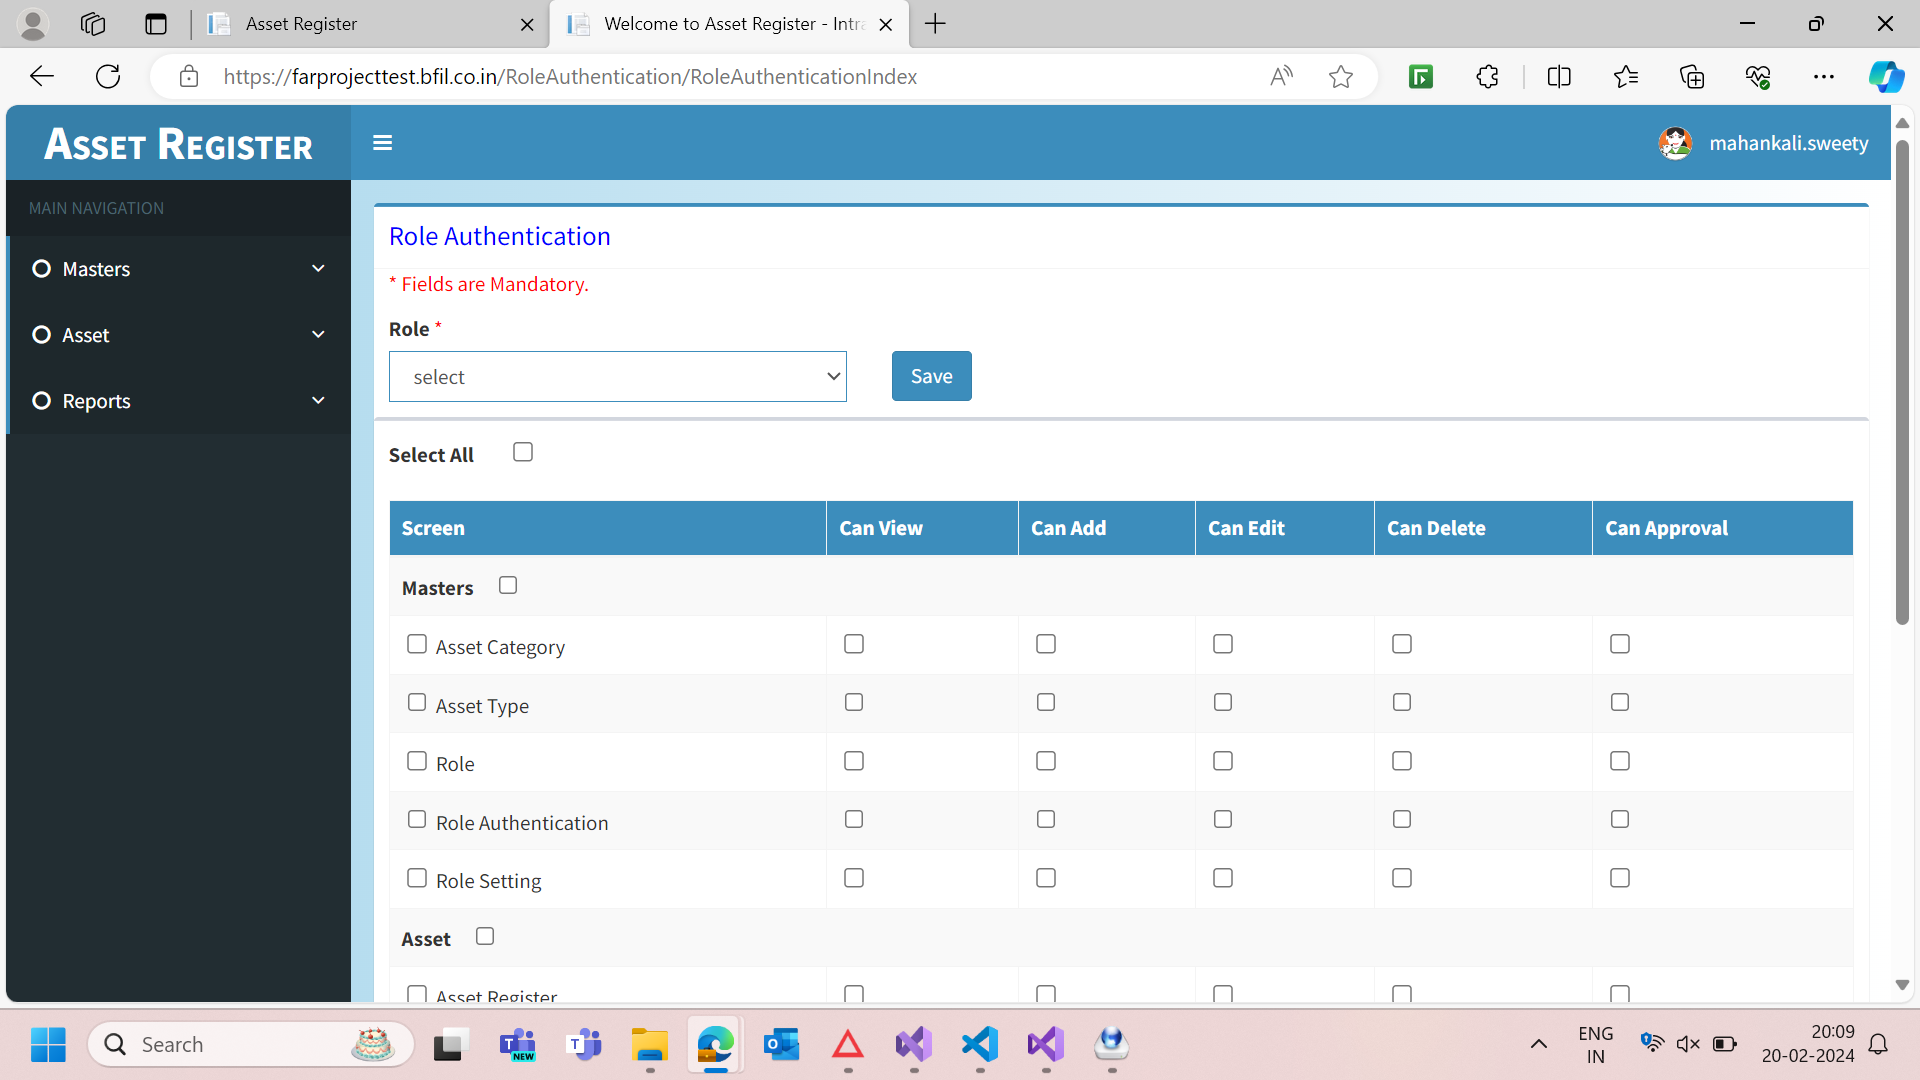 Asset Register
Welcome to Asset Register - Intra
https://farprojecttest.bfil.co.in/RoleAuthentication/RoleAuthenticationIndex
ASSET REGISTER
mahankali.sweety
MAIN NAVIGATION
Masters
Asset
Reports
Role Authentication
* Fields are Mandatory.
Role *
select
Save
Select All
Screen Can View Can Add Can Edit Can Delete Can Approval
Masters
Asset Category
Asset Type
Role
Role Authentication
Role Setting
Asset
Asset Register
Search
NEW
ENG
IN
20:09
20-02-2024